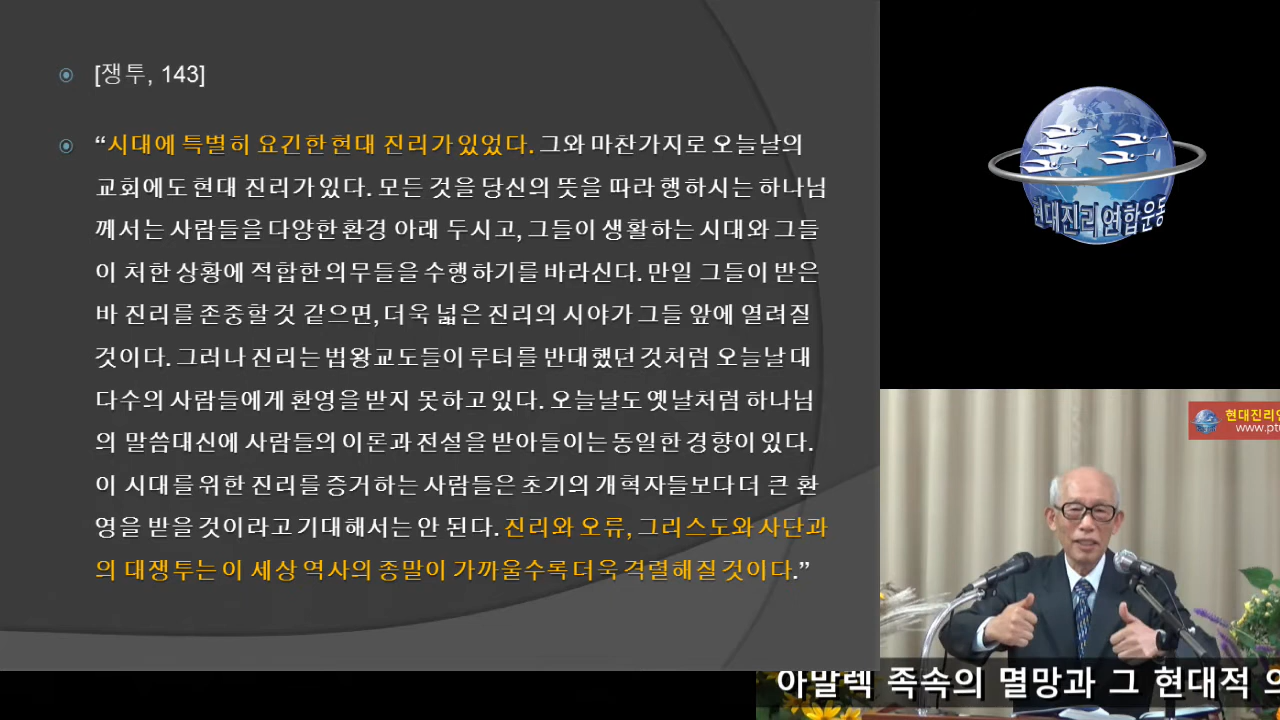 [쟁투, 143]
“시대에 특별히 요긴한 현대 진리가 있었다. 그와 마찬가지로 오늘날의
교회에도 현대 진리가 있다. 모든 것을 당신의 뜻을 따라 행하시는 하나님
께서는 사람들을 다양한 환경 아래 두시고, 그들이 생활하는 시대와 그들
이 처한 상황에 적합한 의무들을 수행하기를 바라신다. 만일 그들이 받은
바 진리를 존중할 것 같으면, 더욱 넓은 진리의 시야가 그들 앞에 열려질
것이다. 그러나 진리는 법왕교도들이 루터를 반대했던 것처럼 오늘날 대
다수의 사람들에게 환영을 받지 못하고 있다. 오늘날도 옛날처럼 하나님
의 말씀대신에 사람들의 이론과 전설을 받아들이는 동일한 경향이 있다.
이 시대를 위한 진리를 증거하는 사람들은 초기의 개혁자들보다 더 큰 환
영을 받을 것이라고 기대해서는 안 된다. 진리와 오류, 그리스도와 사단과
의 대쟁투는 이 세상 역사의 종말이 가까울수록 더욱 격렬해질 것이다.”
현대진리연합운동
현대진리연
www.pt
아말렉 족속의 멸망과 그 현대적 의